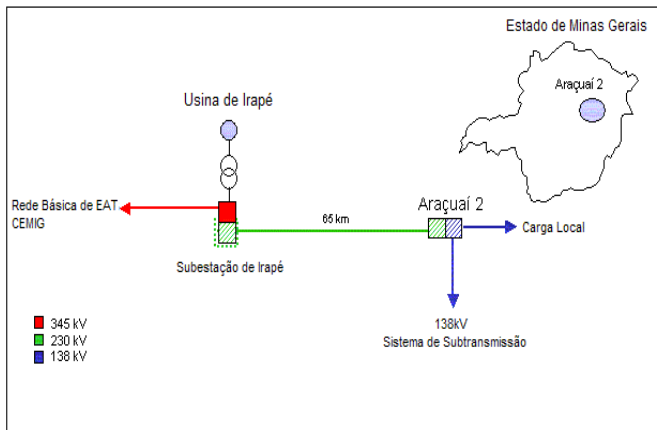 Estado de Minas Gerais
Araçuaí 2
Usina de Irapé
Rede Básica de EAT
CEMIG
65 km
Araçuaí 2
Carga Local
Subestação de Irapé
345 kV
230 kV
138 kV
138kV
Sistema de Subtransmissão